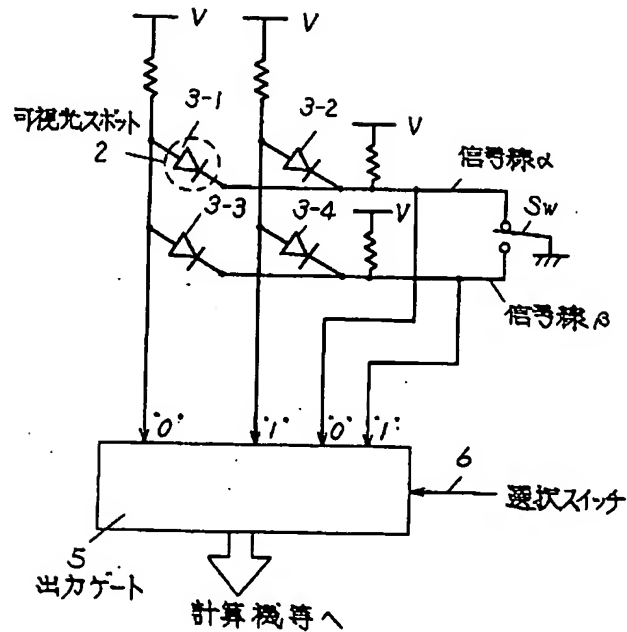 V
V
3-1
3-2
可視光スポット
2
V
信号線α
3-3
3-4
V
SW
信号線β
"0"
"1"
"0"
"1"
6
選択スイッチ
5
出力ゲート
計算機等へ